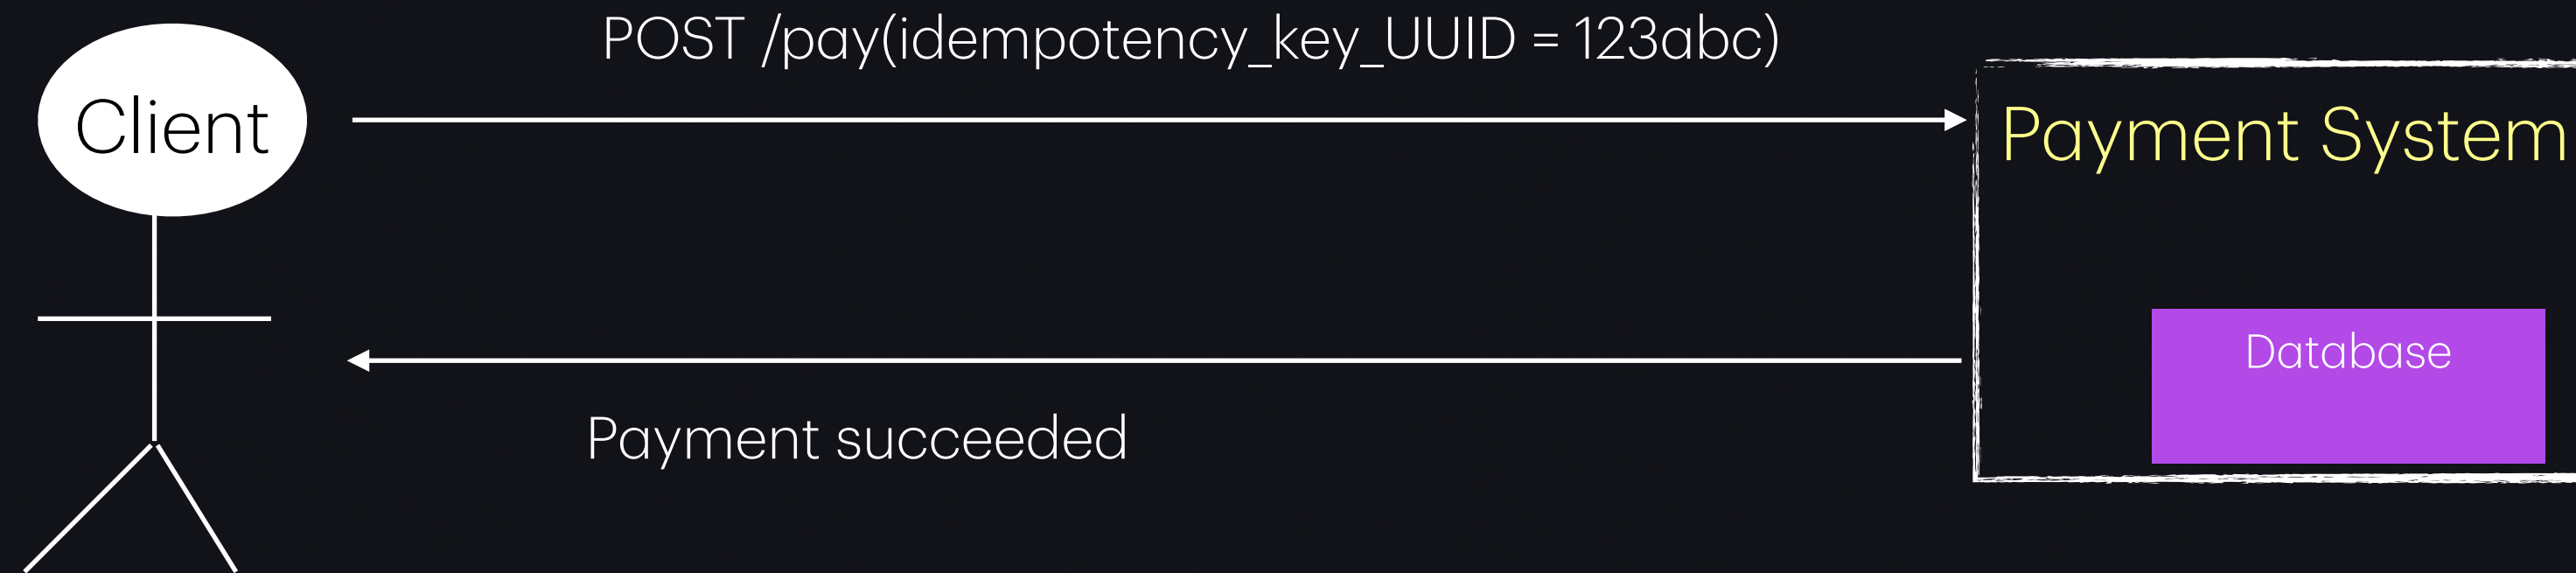 POST /pay(idempotency_key_UUID = 123abc)
Client
Payment System
Database
Payment succeeded